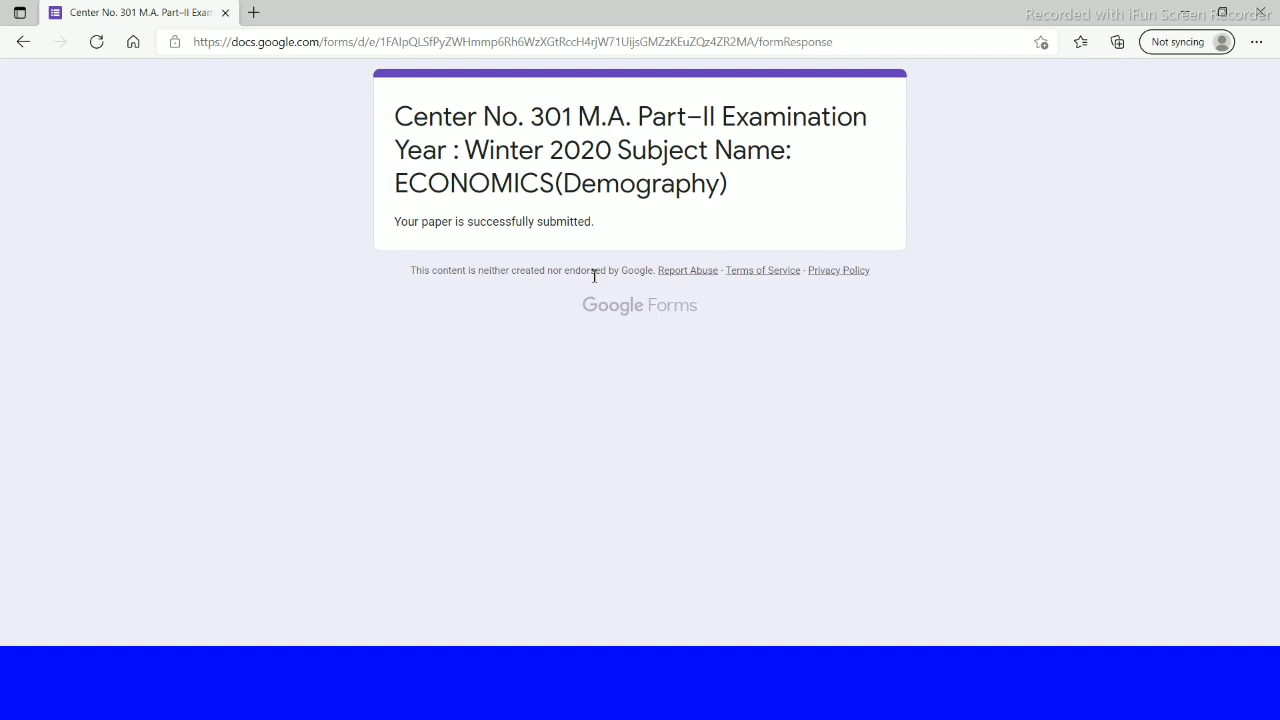 Center No. 301 M.A. Part–II Exam
Recorded with iFun Screen Recorder
https://docs.google.com/forms/d/e/1FAIpQLSfPyZWHmmp6Rh6WzXGtRccH4rjW71UijsGMZzKEuZQz4ZR2MA/formResponse
Not syncing
Center No. 301 M.A. Part–II Examination
Year : Winter 2020 Subject Name:
ECONOMICS(Demography)
Your paper is successfully submitted.
This content is neither created nor endorsed by Google. Report Abuse - Terms of Service - Privacy Policy
Google Forms